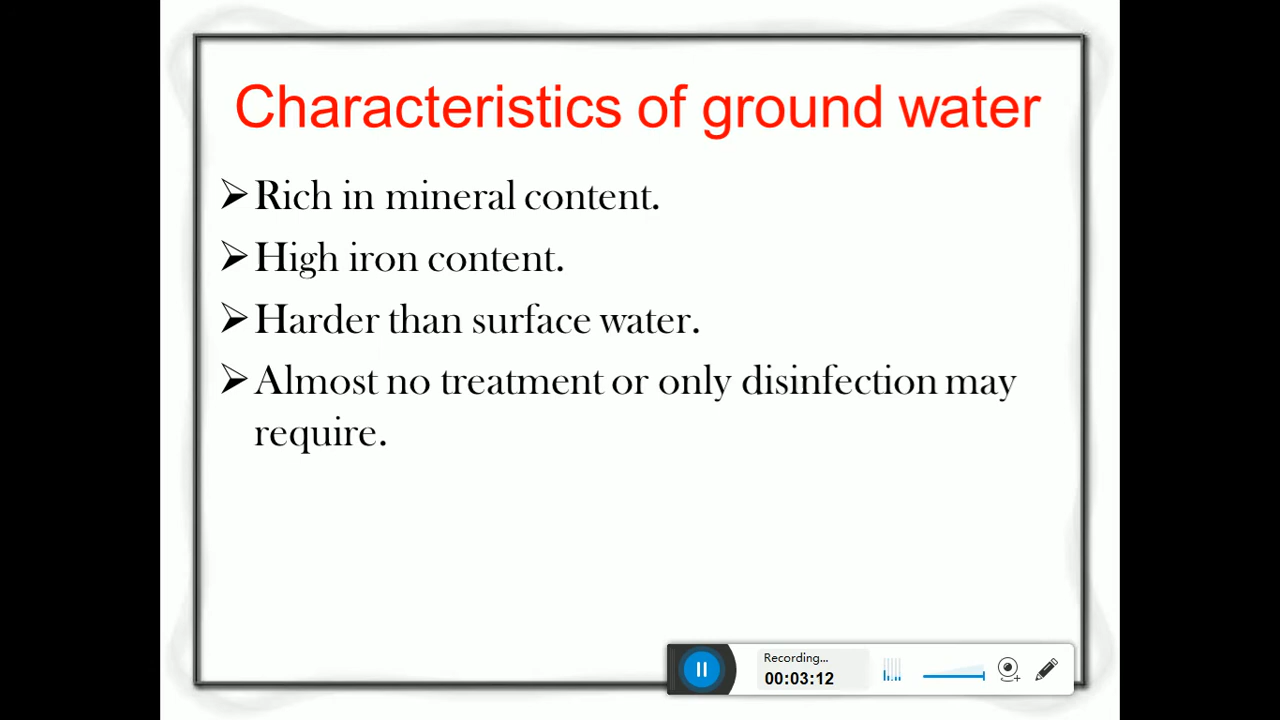 Characteristics of ground water
➢Rich in mineral content.
➢High iron content.
➢Harder than surface water.
➢Almost no treatment or only disinfection may
require.
Recording...
00:03:12